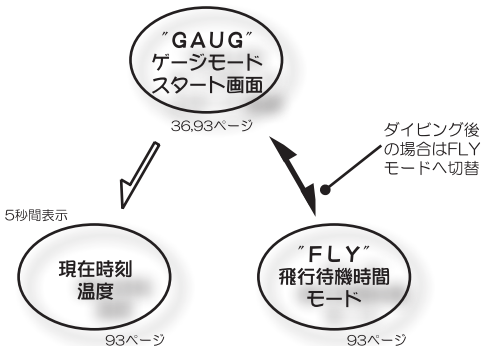 "GAUG"
ゲージモード
スタート画面
36,93ページ
ダイビング後
の場合はFLY
モードへ切替
5秒間表示
現在時刻
温度
93ページ
"FLY"
飛行待機時間
モード
93ページ